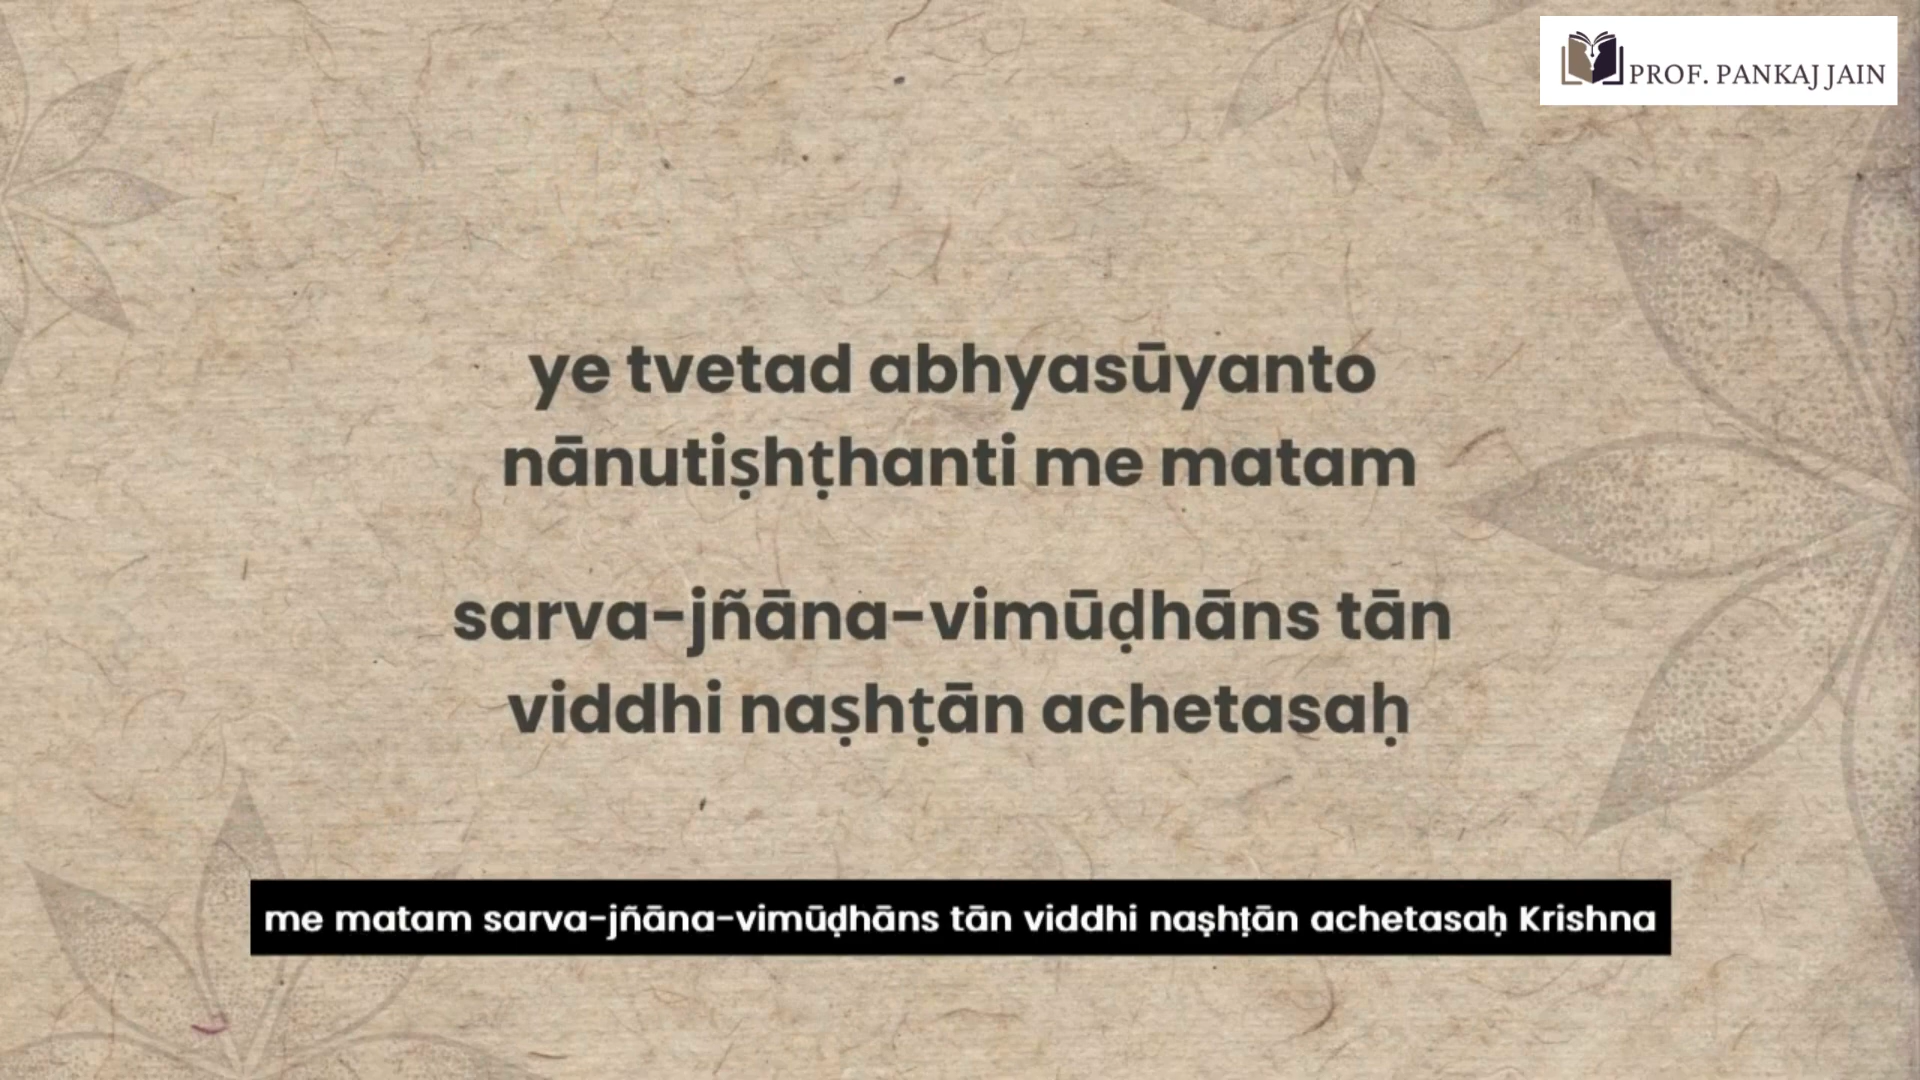 PROF. PANKAJ JAIN
ye tvetad abhyasūyanto
nānutiṣhṭhanti me matam
sarva-jñāna-vimūḍhāns tān
viddhi naṣhṭān achetasaḥ
me matam sarva-jñāna-vimūḍhāns tān viddhi naṣhṭān achetasaḥ Krishna